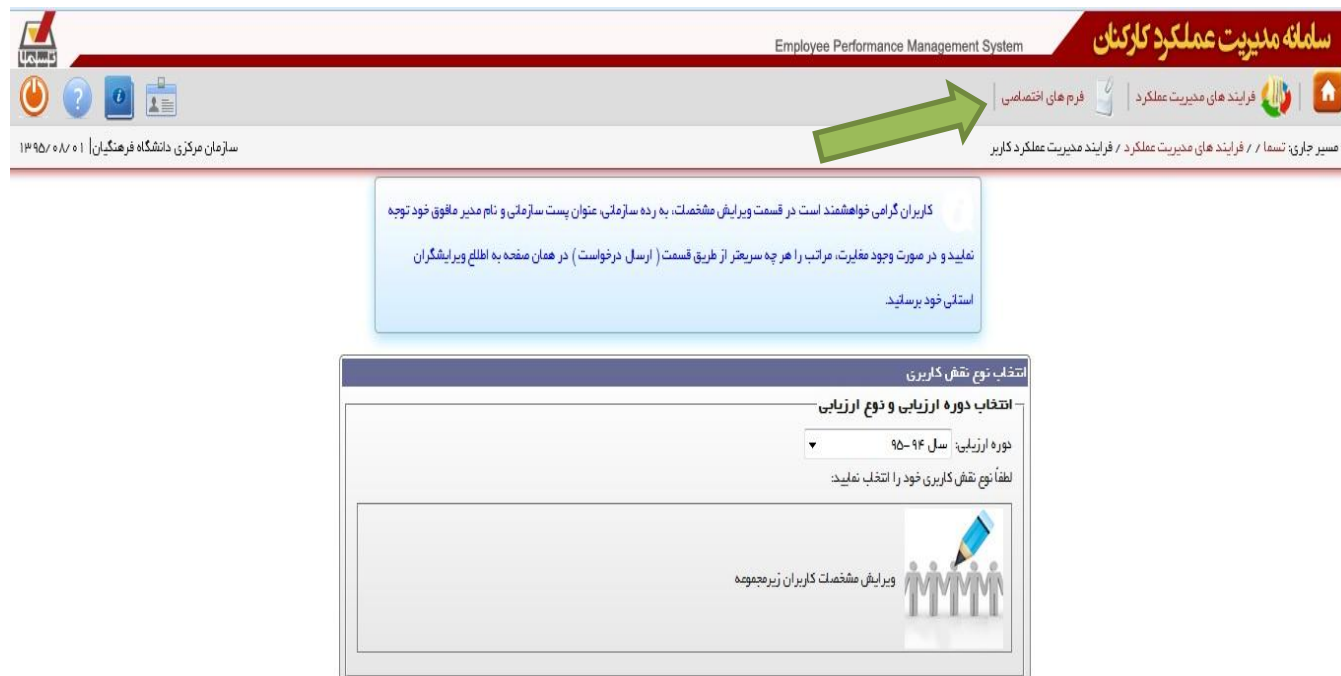 سامانه مدیریت عملکرد کارکنان
Employee Performance Management System
فرایند های مدیریت عملکرد | فرم های اختصاصی |
مسیر جاری: تسما / / فرایند های مدیریت عملکرد / فرایند مدیریت عملکرد کاربر
سازمان مرکزی دانشگاه فرهنگیان| ۱۳۹۵/۰۸/۰۱
کاربران گرامی خواهشمند است در قسمت ویرایش مشخصات، به رده سازمانی، عنوان پست سازمانی و نام مدیر مافوق خود توجه
نمایید و در صورت وجود مغایرت، مراتب را هر چه سریعتر از طریق قسمت ( ارسال درخواست ) در همان صفحه به اطلاع ویرایشگران
استانی خود برسانید.
انتخاب نوع نقش کاربری
انتخاب دوره ارزیابی و نوع ارزیابی
دوره ارزیابی: سال ۹۴-۹۵
لطفاً نوع نقش کاربری خود را انتخاب نمایید:
ویرایش مشخصات کاربران زیرمجموعه